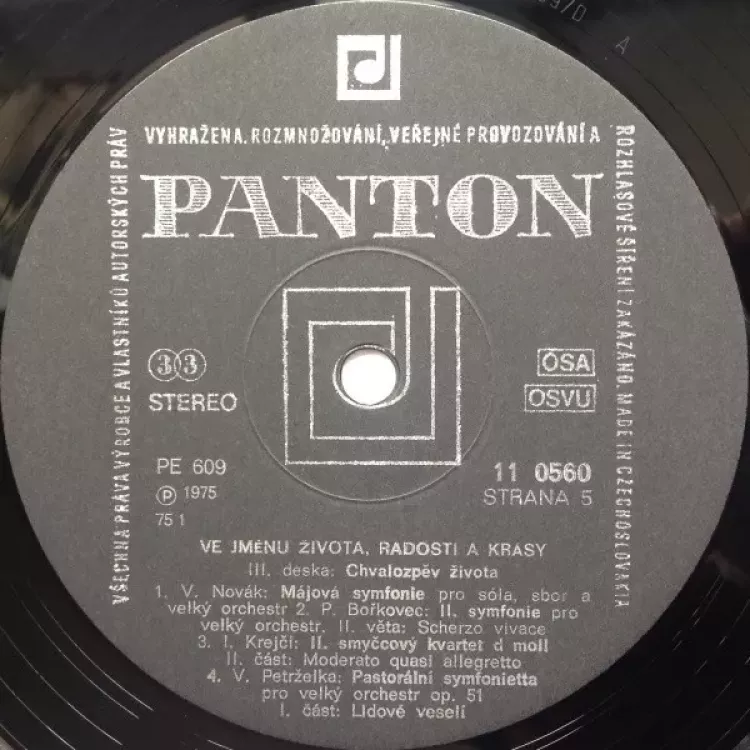 VŠECHNA PRÁVA VÝROBCE A VLASTNÍKŮ AUTORSKÝCH PRÁV
VYHRAŽENA. ROZMNOŽOVÁNÍ, VEŘEJNÉ PROVOZOVÁNÍ A
ROZHLASOVÉ ŠÍŘENÍ ZAKÁZÁNO. MADE IN CZECHOSLOVAKIA
PANTON
33
STEREO
OSA
OSVU
PE 609
℗ 1975
75 1
11 0560
STRANA 5
VE JMÉNU ŽIVOTA, RADOSTI A KRASY
III. deska: Chvalozpěv života
1. V. Novák: Májová symfonie pro sóla, sbor a
velký orchestr 2. P. Bořkovec: II. symfonie pro
velký orchestr. II. věta: Scherzo vivace
3. I. Krejčí: II. smyčcový kvartet d moll
II. část: Moderato quasi allegretto
4. V. Petrželka: Pastorální symfonietta
pro velký orchestr op. 51
I. část: Lidové veselí